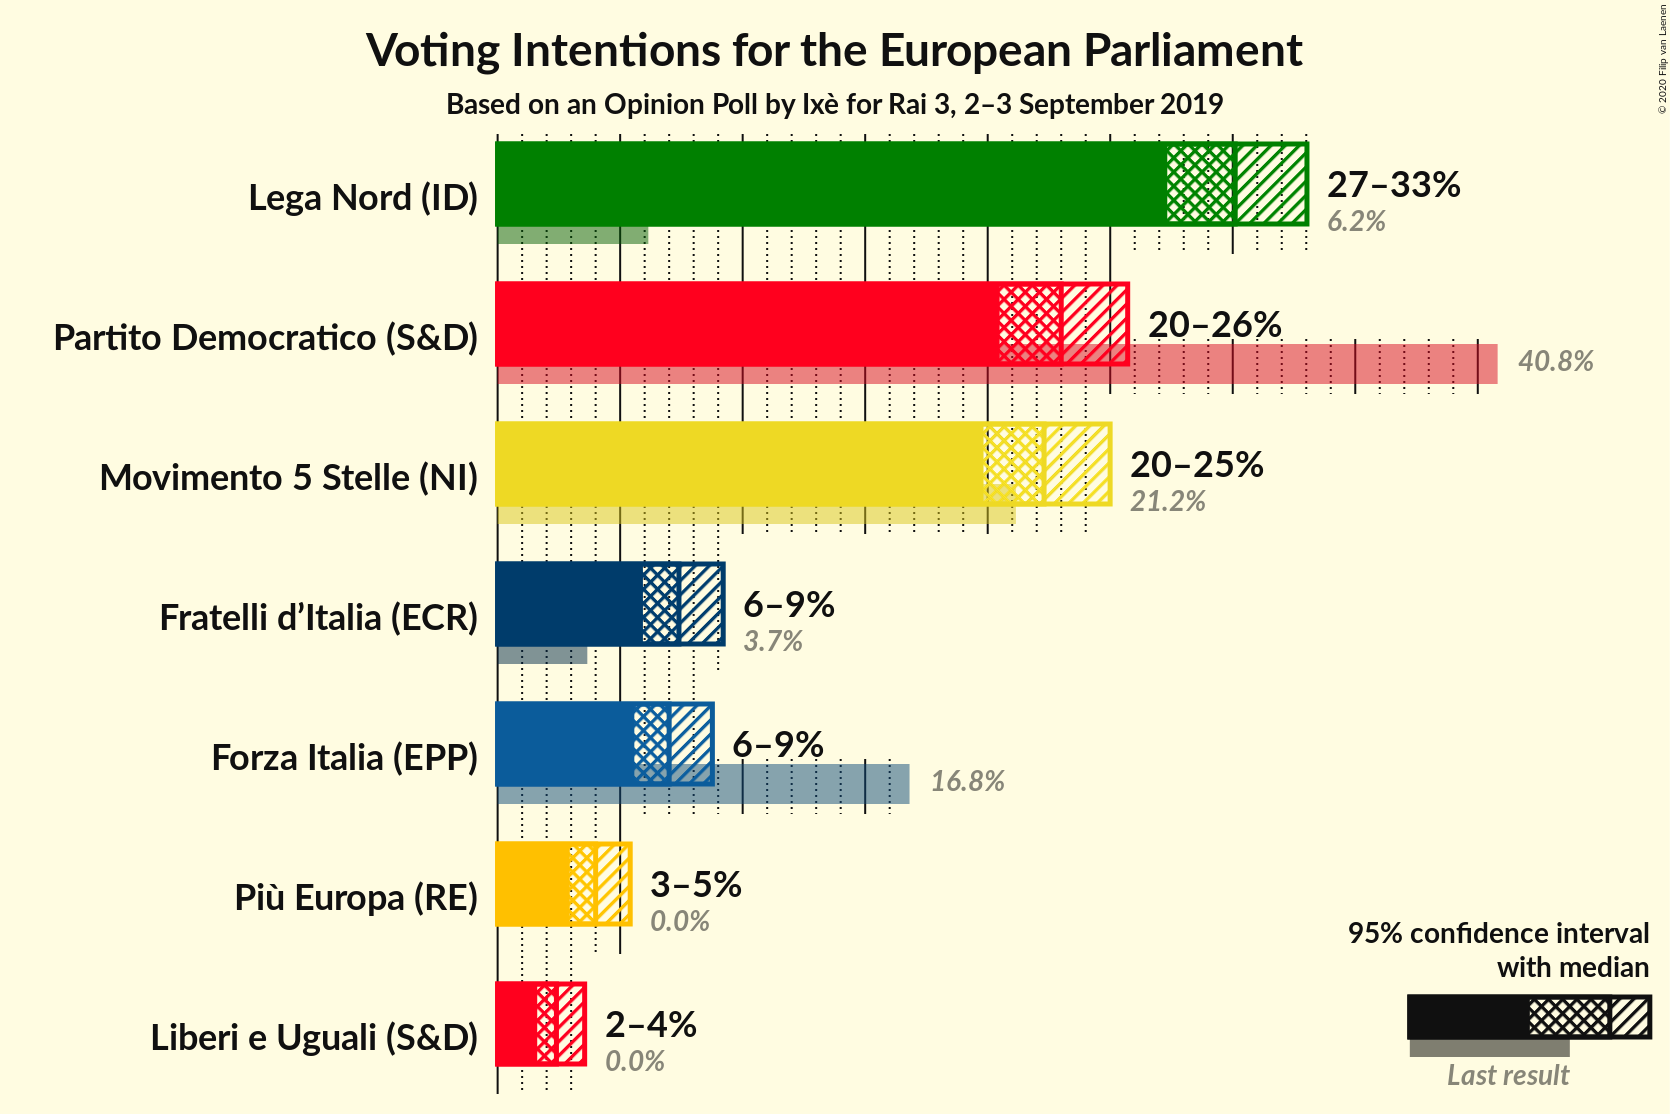 Voting Intentions for the European Parliament
Based on an Opinion Poll by Ixè for Rai 3, 2–3 September 2019
© 2020 Filip van Laenen
Lega Nord (ID)
27–33%
6.2%
Partito Democratico (S&D)
20–26%
40.8%
Movimento 5 Stelle (NI)
20–25%
21.2%
Fratelli d’Italia (ECR)
6–9%
3.7%
Forza Italia (EPP)
6–9%
16.8%
Più Europa (RE)
3–5%
0.0%
Liberi e Uguali (S&D)
2–4%
0.0%
95% confidence interval
with median
Last result